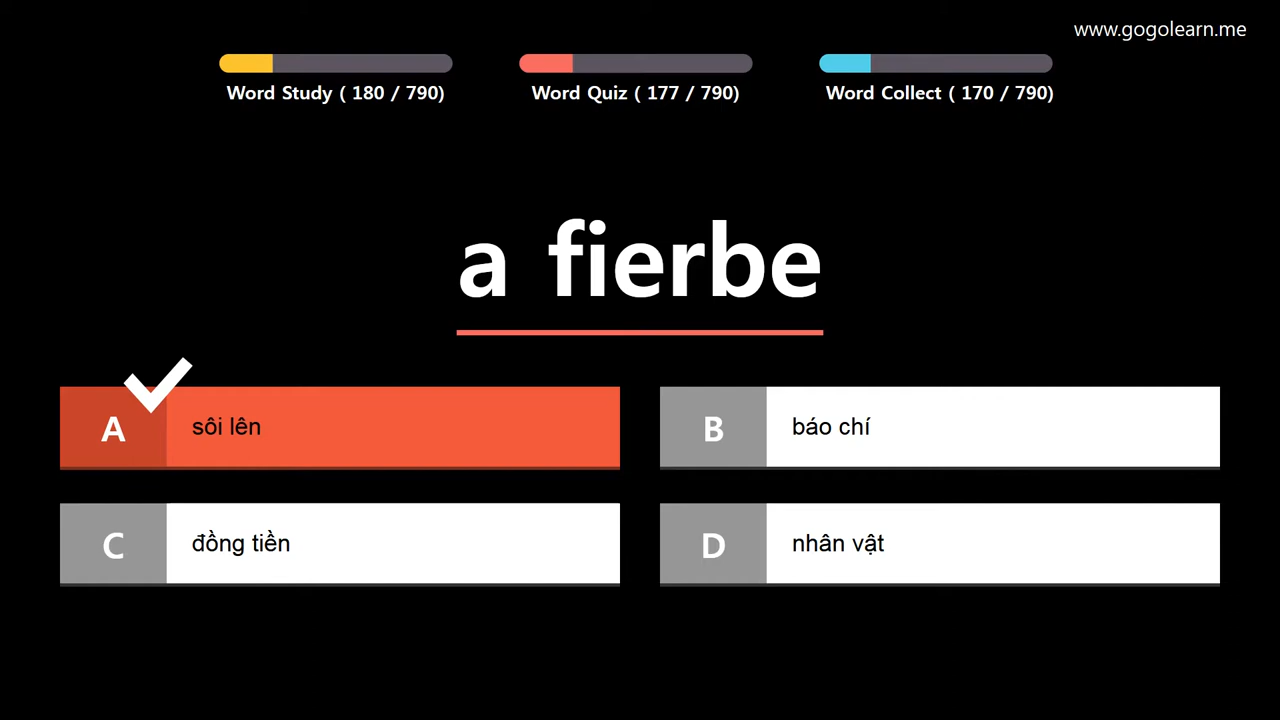 www.gogolearn.me
Word Study ( 180 / 790)
Word Quiz ( 177 / 790)
Word Collect ( 170 / 790)
a fierbe
A
sôi lên
B
báo chí
C
đồng tiền
D
nhân vật